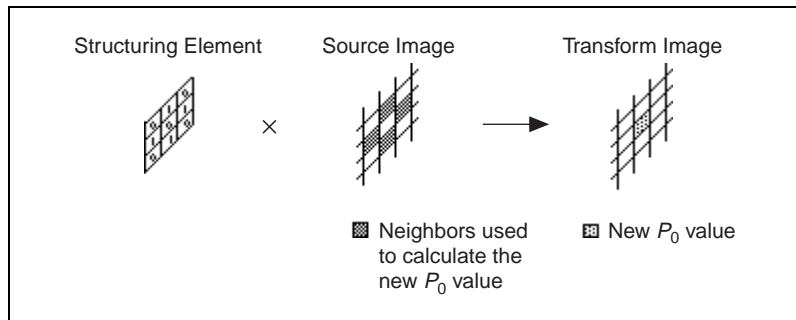 Structuring Element
Source Image
Transform Image
×
Neighbors used
to calculate the
new P₀ value
New P₀ value